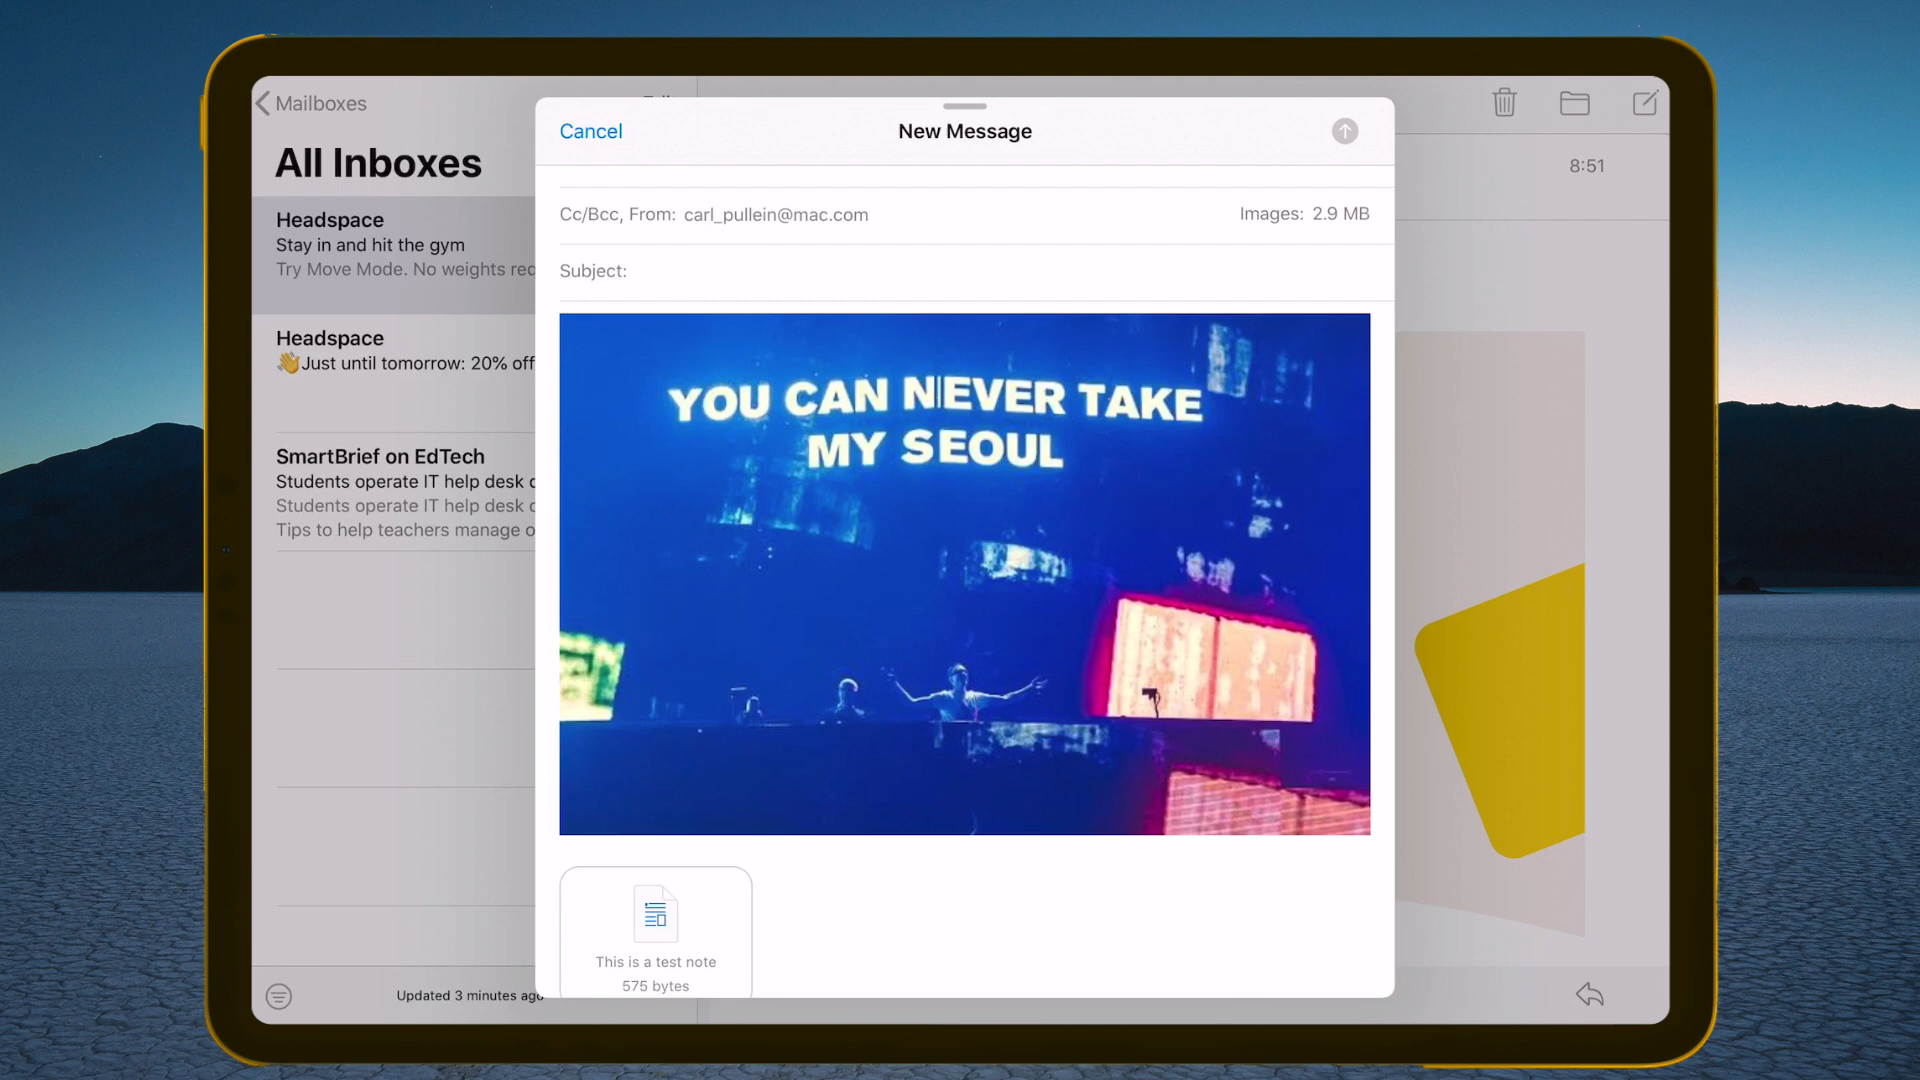 Mailboxes
All Inboxes
Headspace
Stay in and hit the gym
Try Move Mode. No weights
Headspace
👋Just until tomorrow: 20% off
SmartBrief on EdTech
Students operate IT help desk
Students operate IT help desk
Tips to help teachers manage
Updated 3 minutes ago
Cancel
New Message
Cc/Bcc, From: carl_pullein@mac.com
Images: 2.9 MB
Subject:
YOU CAN NEVER TAKE
MY SEOUL
This is a test note
575 bytes
8:51